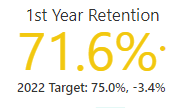 1st Year Retention
71.6%
2022 Target: 75.0%, -3.4%